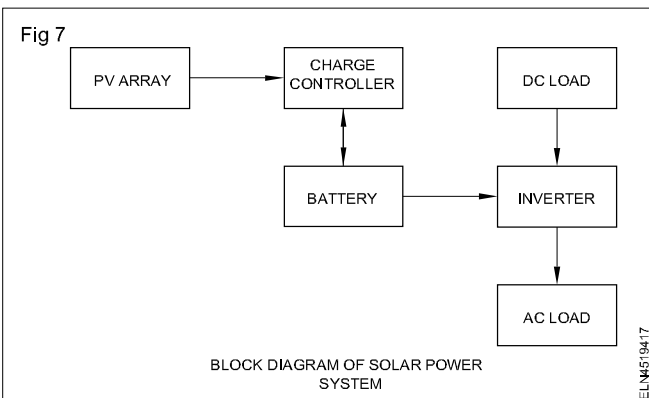 Fig 7
PV ARRAY
CHARGE
CONTROLLER
DC LOAD
BATTERY
INVERTER
AC LOAD
BLOCK DIAGRAM OF SOLAR POWER
SYSTEM
ELN4519417